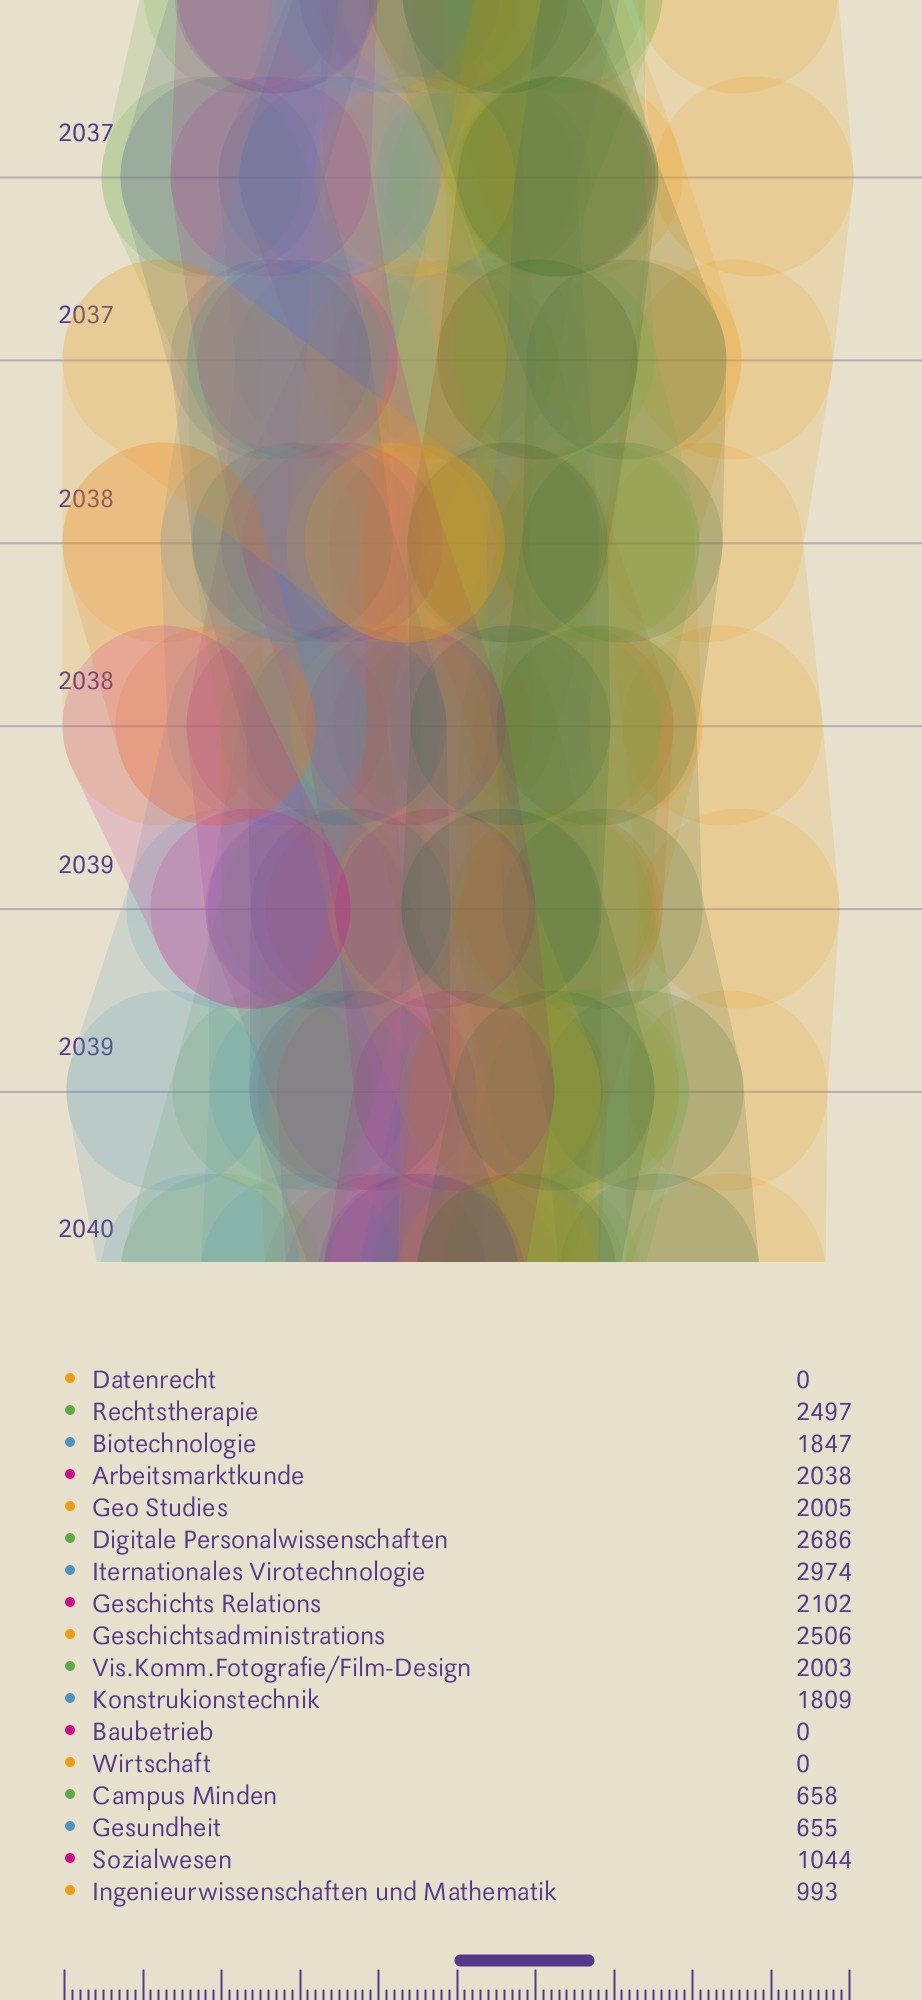 2037
2037
2038
2038
2039
2039
2040
Datenrecht 0
Rechtstherapie 2497
Biotechnologie 1847
Arbeitsmarktkunde 2038
Geo Studies 2005
Digitale Personalwissenschaften 2686
Iternationales Virotechnologie 2974
Geschichts Relations 2102
Geschichtsadministrations 2506
Vis.Komm.Fotografie/Film-Design 2003
Konstrukionstechnik 1809
Baubetrieb 0
Wirtschaft 0
Campus Minden 658
Gesundheit 655
Sozialwesen 1044
Ingenieurwissenschaften und Mathematik 993